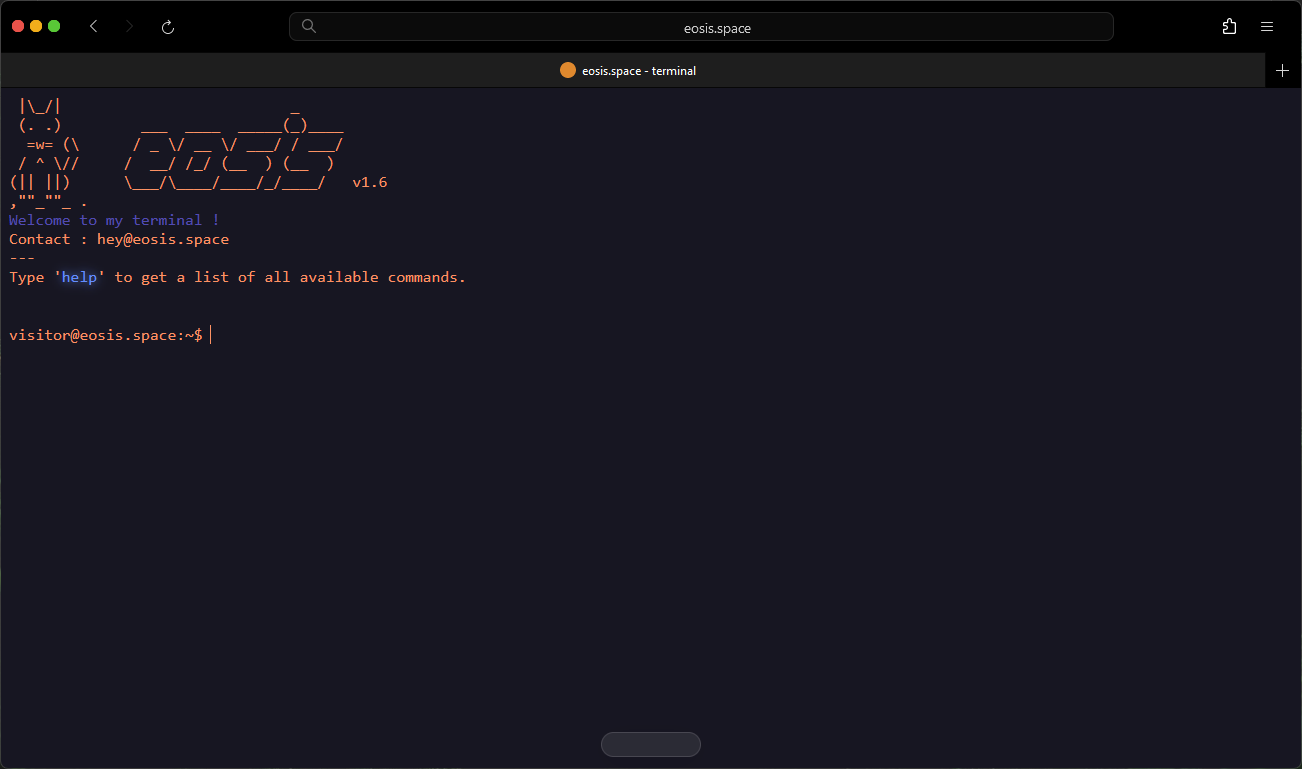 eosis.space
eosis.space - terminal
 |\_/|                          _
 (. .)         ___  ____  _____(_)____
  =w= (\      / _ \/ __ \/ ___/ / ___/
 / ^ \//     /  __/ /_/ (__  ) (__  )
(|| ||)      \___/\____/____/_/____/   v1.6
,""_""_ .
Welcome to my terminal !
Contact : hey@eosis.space
---
Type 'help' to get a list of all available commands.
visitor@eosis.space:~$